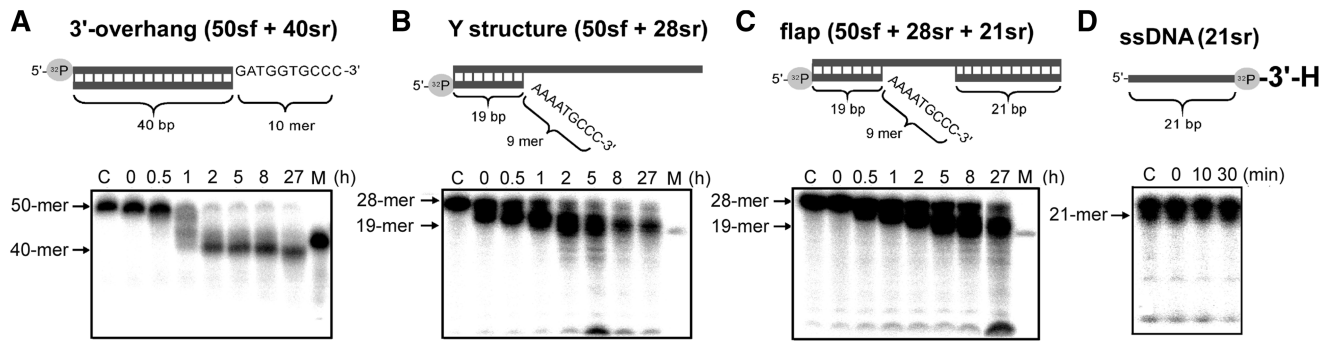 A 3'-overhang (50sf + 40sr)
5'- 32P GATGGTGCCC-3'
40 bp 10 mer
C 0 0.5 1 2 5 8 27 M (h)
50-mer
40-mer
B Y structure (50sf + 28sr)
5'- 32P
19 bp AAAATGCCC-3'
9 mer
C 0 0.5 1 2 5 8 27 M (h)
28-mer
19-mer
C flap (50sf + 28sr + 21sr)
5'- 32P
19 bp AAAATGCCC-3' 21 bp
9 mer
C 0 0.5 1 2 5 8 27 M (h)
28-mer
19-mer
D ssDNA (21sr)
5'- 32P -3'-H
21 bp
C 0 10 30 (min)
21-mer